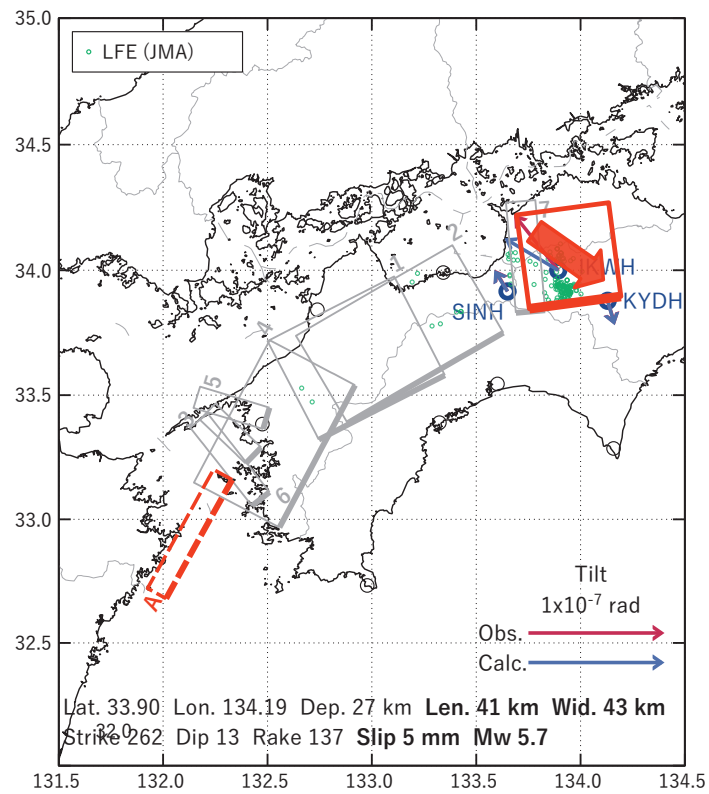 35.0
LFE (JMA)
34.5
7
34.0
IKWH
SINH
KYDH
2
1
4
33.5
5
3
6
33.0
A
Tilt
1x10-7 rad
Obs.
Calc.
32.5
Lat. 33.90 Lon. 134.19 Dep. 27 km Len. 41 km Wid. 43 km
32.0
Strike 262 Dip 13 Rake 137 Slip 5 mm Mw 5.7
131.5 132.0 132.5 133.0 133.5 134.0 134.5